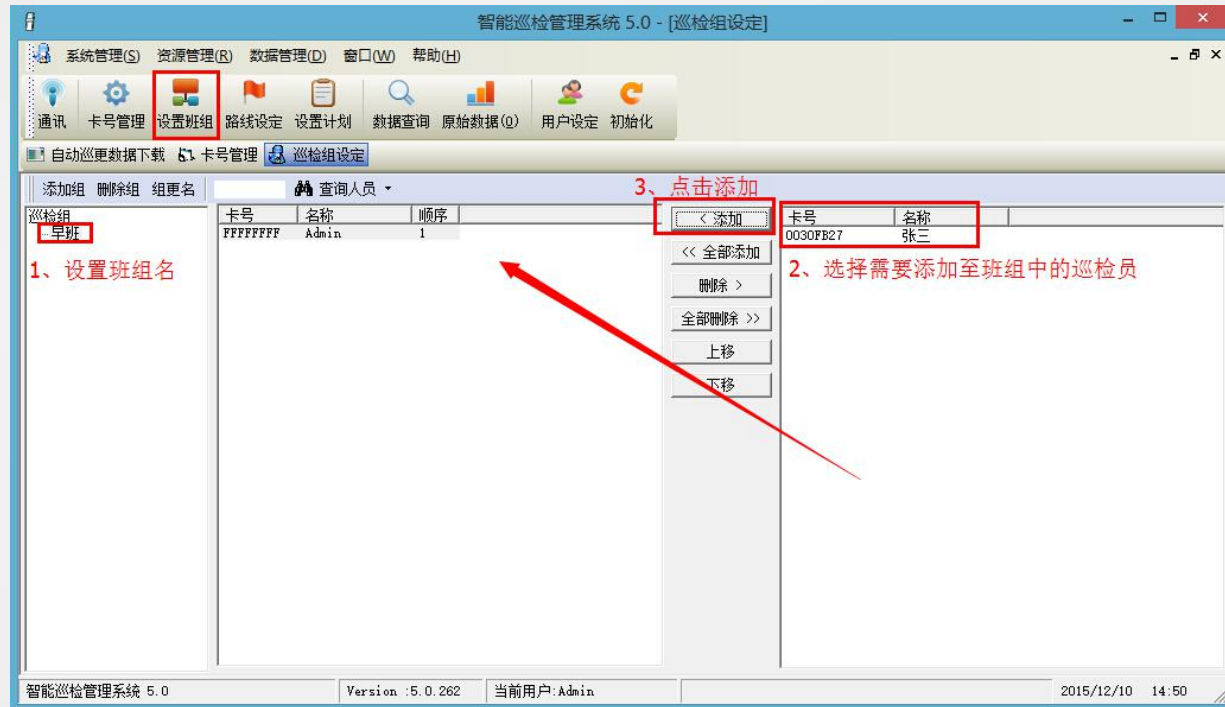 智能巡检管理系统 5.0 - [巡检组设定]
系统管理(S) 资源管理(R) 数据管理(D) 窗口(W) 帮助(H)
通讯 卡号管理 设置班组 路线设定 设置计划 数据查询 原始数据(O) 用户设定 初始化
自动巡更数据下载 卡号管理 巡检组设定
添加组 删除组 组更名 查询人员
3、点击添加
巡检组 卡号 名称 顺序 < 添加 卡号 名称
早班 FFFFFFFF Admin 1 0030FB27 张三
<< 全部添加
1、设置班组名 2、选择需要添加至班组中的巡检员
删除 >
全部删除 >>
上移
下移
智能巡检管理系统 5.0 Version :5.0.262 当前用户:Admin 2015/12/10 14:50